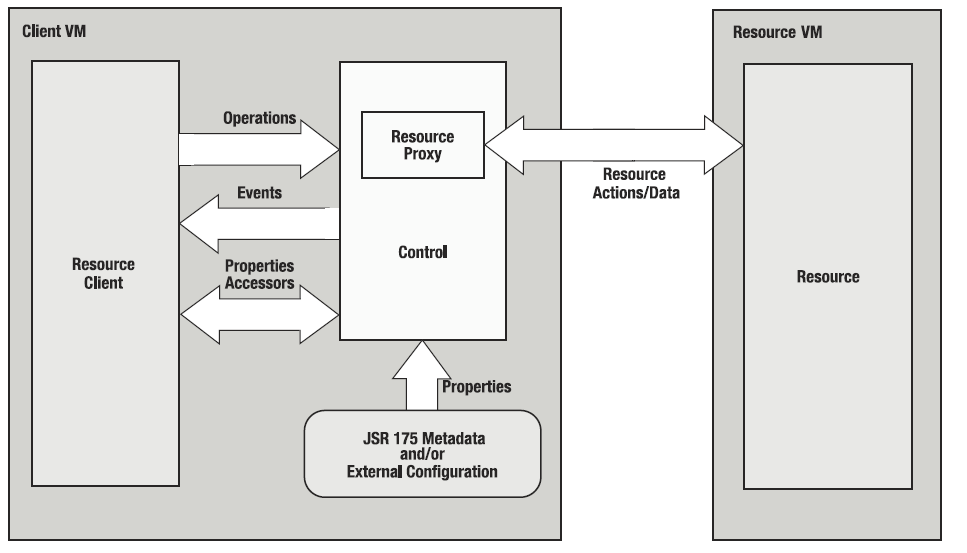 Client VM
Resource VM
Operations
Resource
Proxy
Resource
Actions/Data
Events
Control
Properties
Accessors
Resource
Client
Resource
Properties
JSR 175 Metadata
and/or
External Configuration